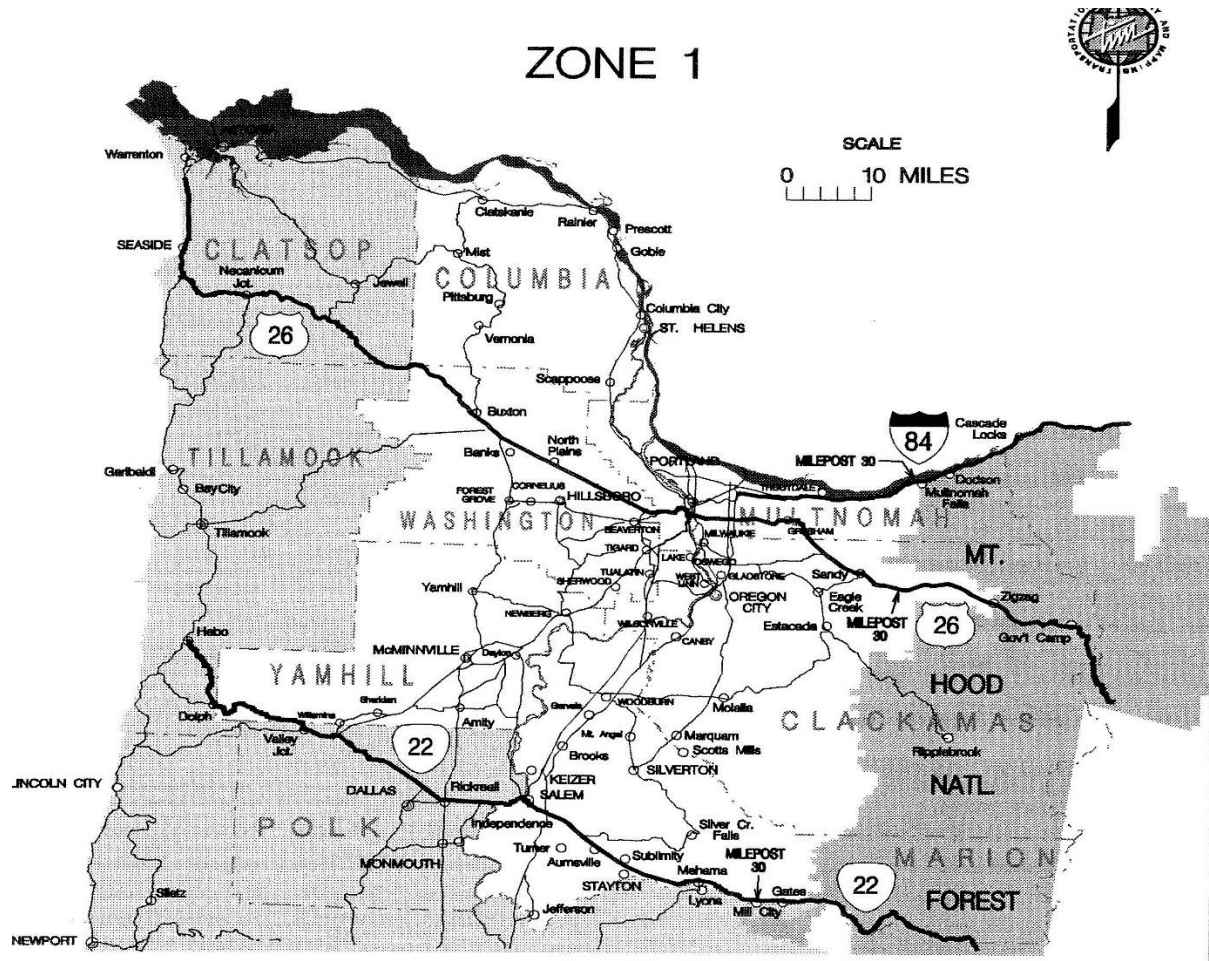 ZONE 1
TRANSPORTATION
AND MAPPING
SCALE
0 10 MILES
ASTORIA
Warrenton
Clatskanie
Rainier
Prescott
Goble
SEASIDE
CLATSOP
Necanicum
Jct.
Jewell
Mist
COLUMBIA
Pittsburg
Columbia City
ST. HELENS
26
Vernonia
Scappoose
Buxton
84
Cascade
Locks
North
Plains
Banks
PORTLAND
MILEPOST 30
TILLAMOOK
Garibaldi
Bay City
Dodson
Multnomah
Falls
TROUTDALE
FOREST
GROVE
CORNELIUS
HILLSBORO
WASHINGTON
MULTNOMAH
Tillamook
BEAVERTON
GRESHAM
MILWAUKIE
TIGARD
LAKE
OSWEGO
MT.
TUALATIN
SHERWOOD
WEST
LINN
GLADSTONE
Sandy
Yamhill
OREGON
CITY
Eagle
Creek
Zigzag
NEWBERG
WILSONVILLE
Estacada
MILEPOST
30
26
Gov't Camp
Hebo
CANBY
McMINNVILLE
Dayton
YAMHILL
HOOD
Sheridan
WOODBURN
Molalla
Dolph
Willamina
Amity
Gervais
CLACKAMAS
Valley
Jct.
22
Mt. Angel
Marquam
Scotts Mills
Brooks
Ripplebrook
SILVERTON
LINCOLN CITY
KEIZER
SALEM
DALLAS
Rickreall
NATL.
POLK
Independence
Silver Cr.
Falls
MONMOUTH
Turner
Aumsville
Sublimity
MILEPOST
30
MARION
STAYTON
Mehama
Lyons
Mill City
Gates
22
FOREST
Siletz
Jefferson
NEWPORT